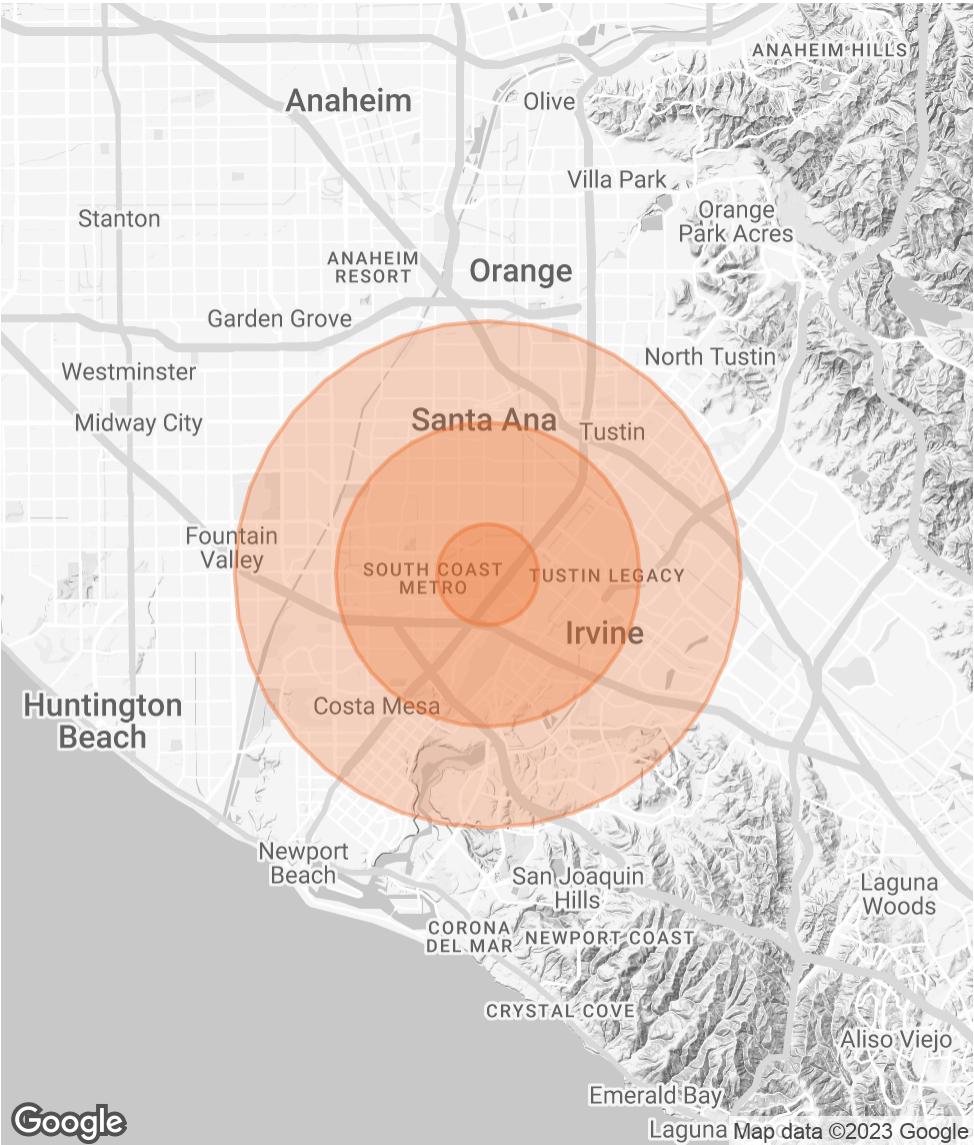 ANAHEIM HILLS
Anaheim
Olive
Villa Park
Stanton
Orange
Park Acres
ANAHEIM
RESORT
Orange
Garden Grove
North Tustin
Westminster
Midway City
Santa Ana
Tustin
Fountain
Valley
SOUTH COAST
METRO
TUSTIN LEGACY
Irvine
Huntington
Beach
Costa Mesa
Newport
Beach
San Joaquin
Hills
Laguna
Woods
CORONA
DEL MAR
NEWPORT COAST
CRYSTAL COVE
Aliso Viejo
Emerald Bay
Google
Laguna
Map data ©2023 Google